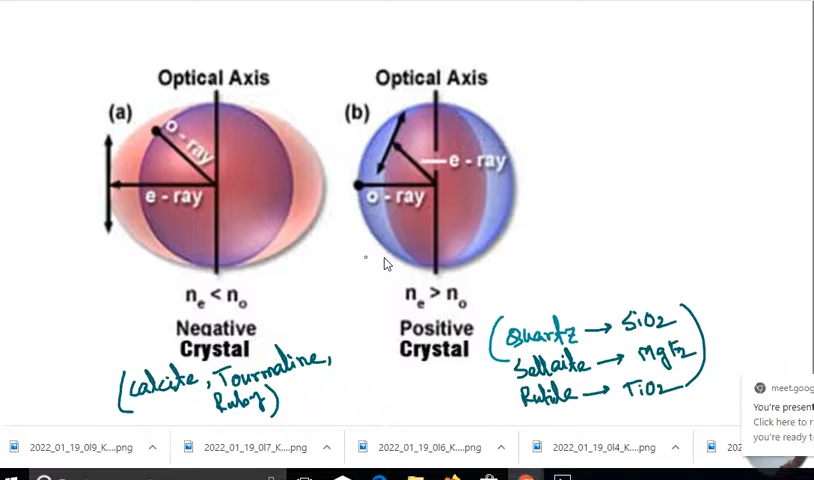 Optical Axis
Optical Axis
(a)
(b)
o - ray
e - ray
e - ray
o - ray
ne < no
ne > no
Negative
Crystal
Positive
Crystal
(Calcite, Tourmaline,
Ruby)
(Quartz → SiO2
Sellaite → MgF2
Rutile → TiO2)
meet.goog
You're present
Click here to r
you're ready t
2022_01_19_0l9_K....png
2022_01_19_0l7_K....png
2022_01_19_0l6_K....png
2022_01_19_0l4_K....png
202